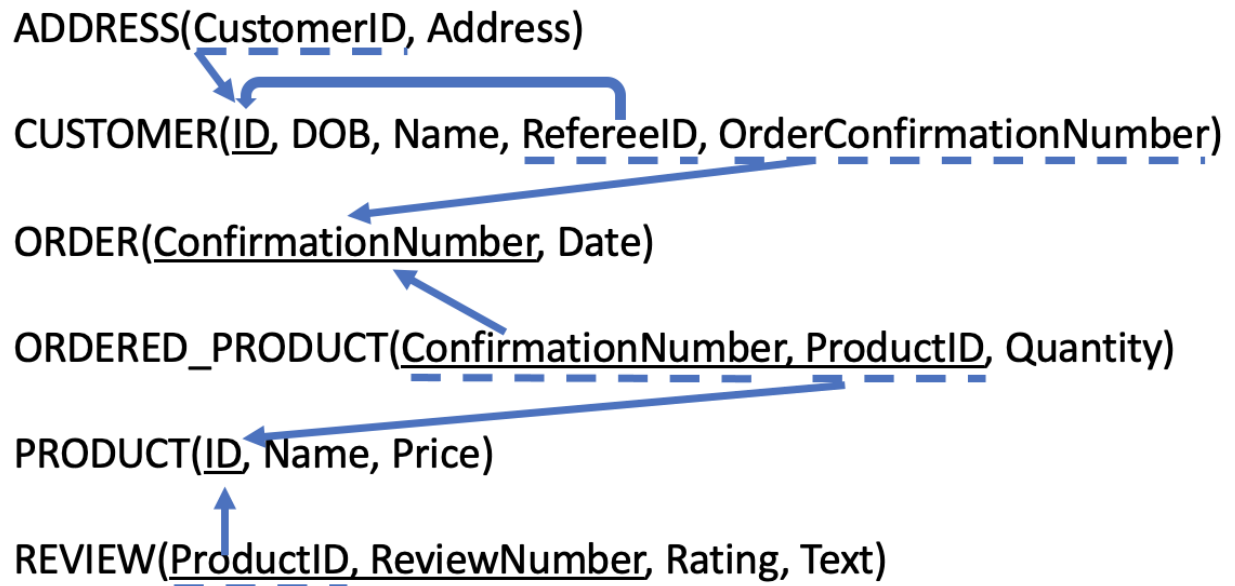 ADDRESS(CustomerID, Address)
CUSTOMER(ID, DOB, Name, RefereeID, OrderConfirmationNumber)
ORDER(ConfirmationNumber, Date)
ORDERED_PRODUCT(ConfirmationNumber, ProductID, Quantity)
PRODUCT(ID, Name, Price)
REVIEW(ProductID, ReviewNumber, Rating, Text)